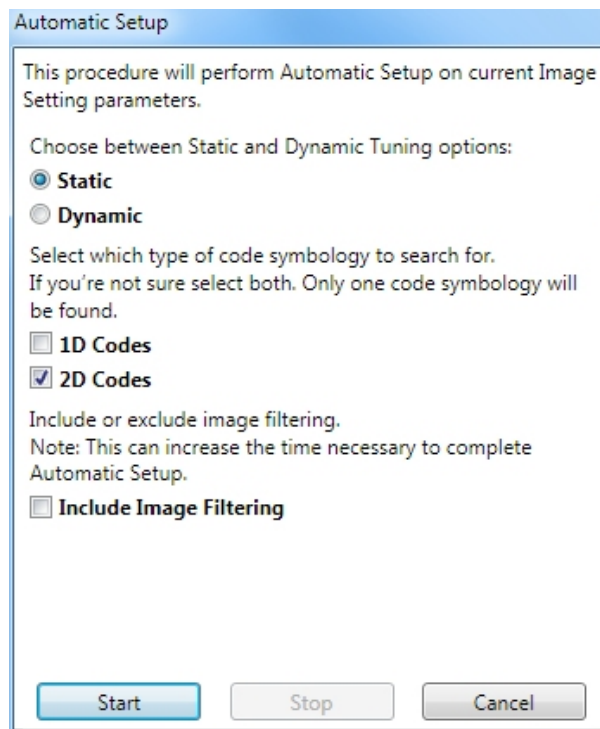 Automatic Setup
This procedure will perform Automatic Setup on current Image
Setting parameters.
Choose between Static and Dynamic Tuning options:
Static
Dynamic
Select which type of code symbology to search for.
If you're not sure select both. Only one code symbology will
be found.
1D Codes
2D Codes
Include or exclude image filtering.
Note: This can increase the time necessary to complete
Automatic Setup.
Include Image Filtering
Start
Stop
Cancel